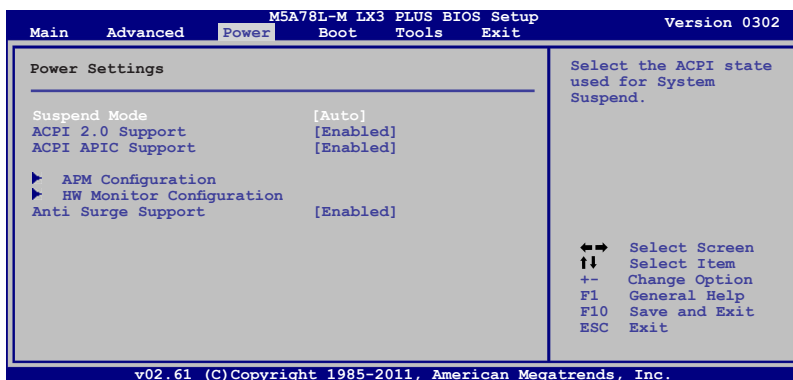 M5A78L-M LX3 PLUS BIOS Setup
Version 0302
Main Advanced Power Boot Tools Exit
Power Settings
Suspend Mode [Auto]
ACPI 2.0 Support [Enabled]
ACPI APIC Support [Enabled]
APM Configuration
HW Monitor Configuration
Anti Surge Support [Enabled]
Select the ACPI state
used for System
Suspend.
←→ Select Screen
↑↓ Select Item
+- Change Option
F1 General Help
F10 Save and Exit
ESC Exit
v02.61 (C)Copyright 1985-2011, American Megatrends, Inc.